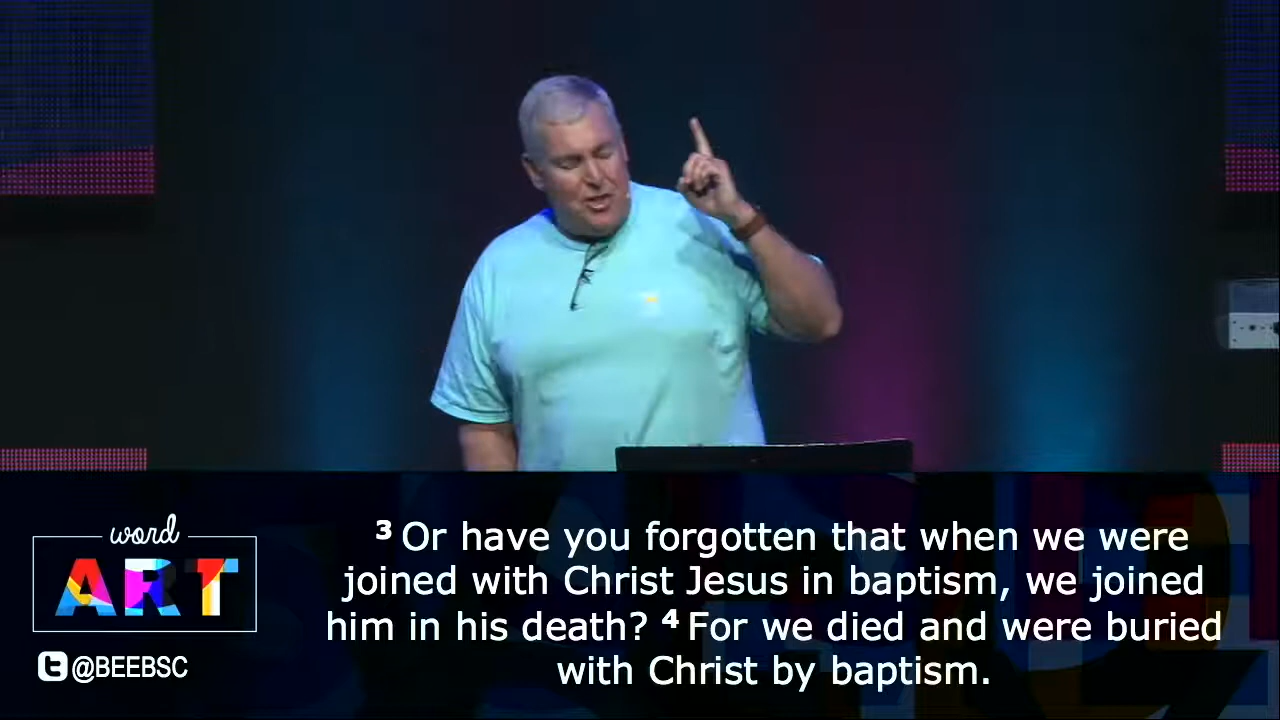 ³ Or have you forgotten that when we were
joined with Christ Jesus in baptism, we joined
him in his death? ⁴ For we died and were buried
with Christ by baptism.
word
ART
@BEEBSC